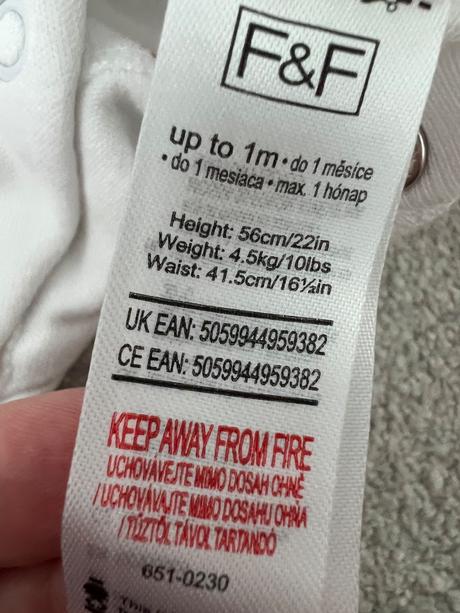 F&F
up to 1m • do 1 měsíce
• do 1 mesiaca • max. 1 hónap
Height: 56cm/22in
Weight: 4.5kg/10lbs
Waist: 41.5cm/16½in
UK EAN: 5059944959382
CE EAN: 5059944959382
KEEP AWAY FROM FIRE
UCHOVÁVEJTE MIMO DOSAH OHNĚ
/ UCHOVÁVAJTE MIMO DOSAHU OHŇA
/ TŰZTŐL TÁVOL TARTANDÓ
651-0230